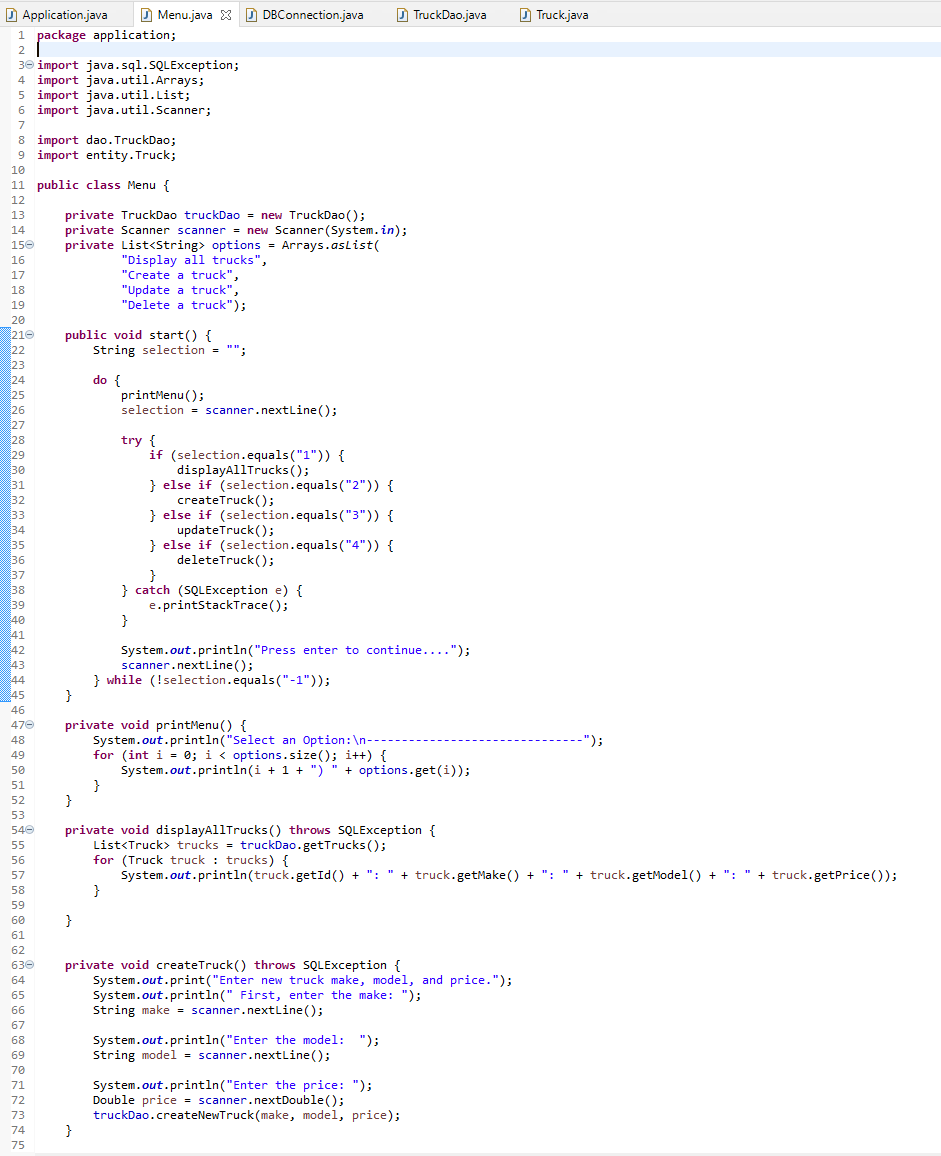 Application.java Menu.java DBConnection.java TruckDao.java Truck.java
1 package application;
2
3 import java.sql.SQLException;
4 import java.util.Arrays;
5 import java.util.List;
6 import java.util.Scanner;
7
8 import dao.TruckDao;
9 import entity.Truck;
10
11 public class Menu {
12
13     private TruckDao truckDao = new TruckDao();
14     private Scanner scanner = new Scanner(System.in);
15     private List<String> options = Arrays.asList(
16             "Display all trucks",
17             "Create a truck",
18             "Update a truck",
19             "Delete a truck");
20
21     public void start() {
22         String selection = "";
23
24         do {
25             printMenu();
26             selection = scanner.nextLine();
27
28             try {
29                 if (selection.equals("1")) {
30                     displayAllTrucks();
31                 } else if (selection.equals("2")) {
32                     createTruck();
33                 } else if (selection.equals("3")) {
34                     updateTruck();
35                 } else if (selection.equals("4")) {
36                     deleteTruck();
37                 }
38             } catch (SQLException e) {
39                 e.printStackTrace();
40             }
41
42             System.out.println("Press enter to continue....");
43             scanner.nextLine();
44         } while (!selection.equals("-1"));
45     }
46
47     private void printMenu() {
48         System.out.println("Select an Option:\n-------------------------------");
49         for (int i = 0; i < options.size(); i++) {
50             System.out.println(i + 1 + ") " + options.get(i));
51         }
52     }
53
54     private void displayAllTrucks() throws SQLException {
55         List<Truck> trucks = truckDao.getTrucks();
56         for (Truck truck : trucks) {
57             System.out.println(truck.getId() + ": " + truck.getMake() + ": " + truck.getModel() + ": " + truck.getPrice());
58         }
59
60     }
61
62
63     private void createTruck() throws SQLException {
64         System.out.print("Enter new truck make, model, and price.");
65         System.out.println(" First, enter the make: ");
66         String make = scanner.nextLine();
67
68         System.out.println("Enter the model:  ");
69         String model = scanner.nextLine();
70
71         System.out.println("Enter the price: ");
72         Double price = scanner.nextDouble();
73         truckDao.createNewTruck(make, model, price);
74     }
75